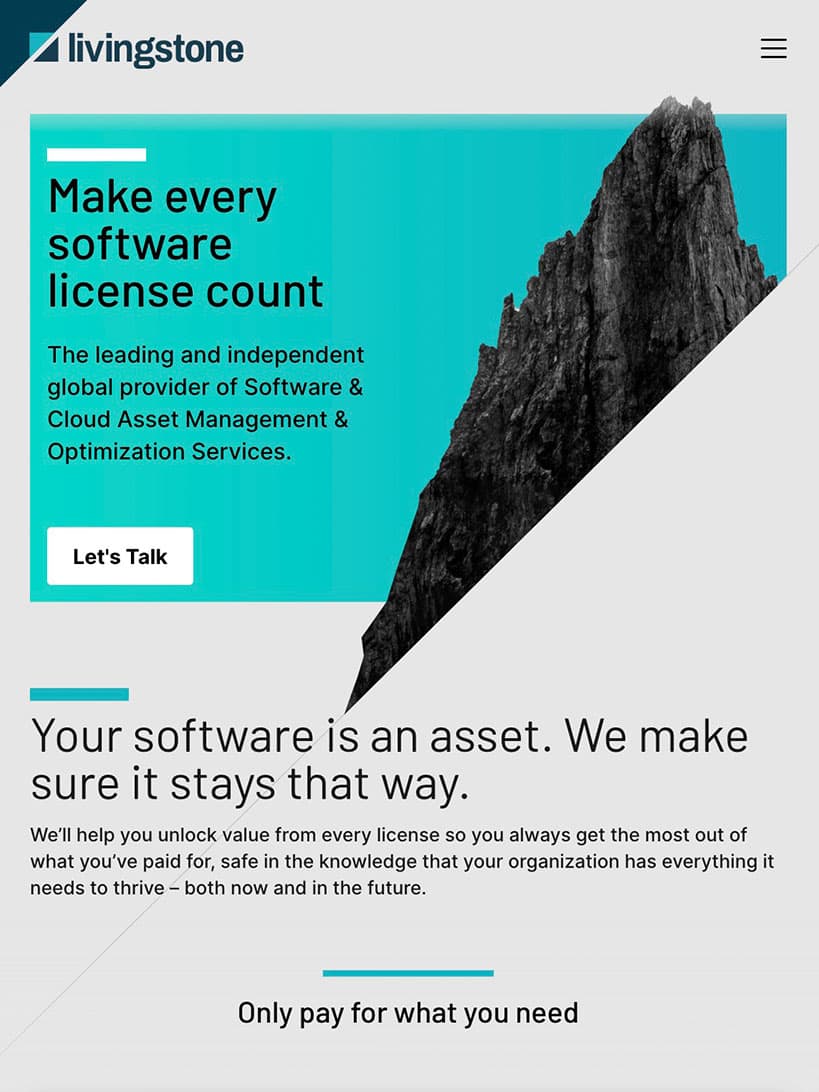 livingstone
Make every
software
license count
The leading and independent
global provider of Software &
Cloud Asset Management &
Optimization Services.
Let's Talk
Your software is an asset. We make
sure it stays that way.
We’ll help you unlock value from every license so you always get the most out of
what you’ve paid for, safe in the knowledge that your organization has everything it
needs to thrive – both now and in the future.
Only pay for what you need